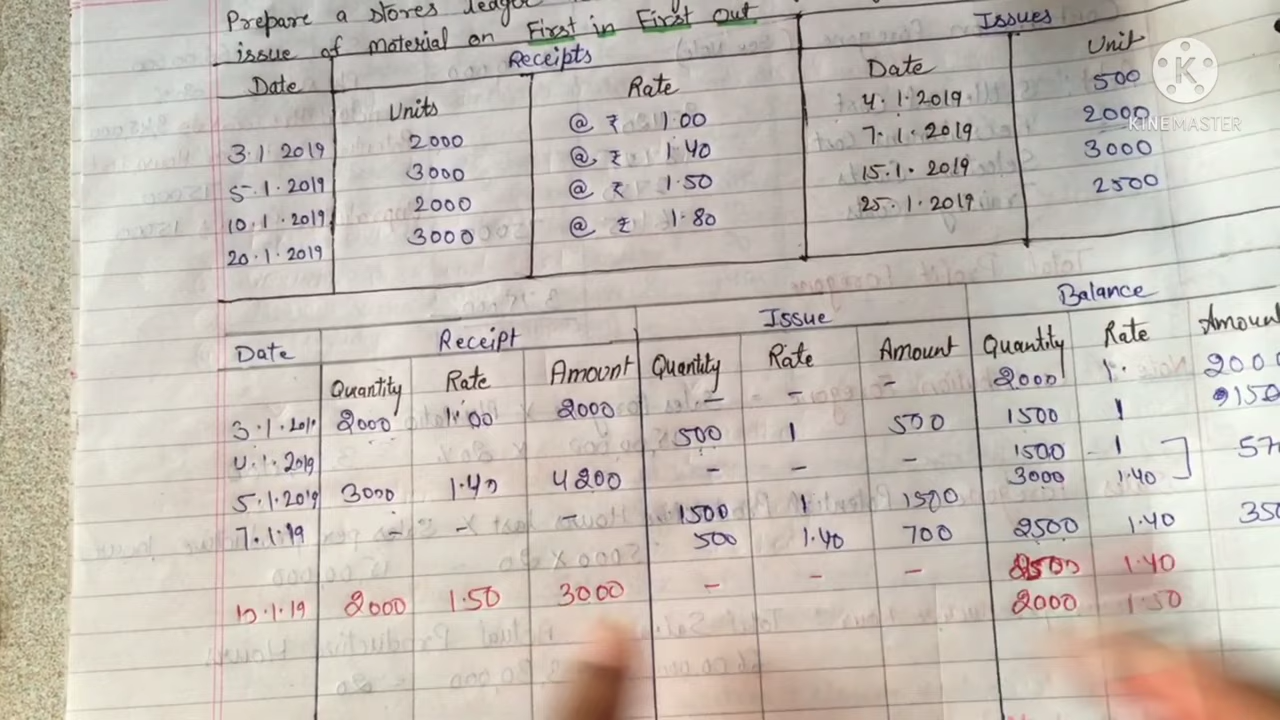 Prepare a stores ledger
issue of material on First in First Out
Receipts Issues
Date Units Rate Date Unit
3.1.2019 2000 @ ₹ 1.00 4.1.2019 500
5.1.2019 3000 @ ₹ 1.40 7.1.2019 2000
10.1.2019 2000 @ ₹ 1.50 15.1.2019 3000
20.1.2019 3000 @ ₹ 1.80 25.1.2019 2500
KINEMASTER
Date Receipt Issue Balance
Quantity Rate Amount Quantity Rate Amount Quantity Rate Amount
3.1.2019 2000 1.00 2000 - - - 2000 1. 2000
4.1.2019 500 1 500 1500 1 150
5.1.2019 3000 1.40 4200 - - - 1500 - 1 57
3000 1.40
7.1.19 - - - 1500 1 1500
500 1.40 700 2500 1.40 350
2500 1.40
10.1.19 2000 1.50 3000 - - - 2000 1.50